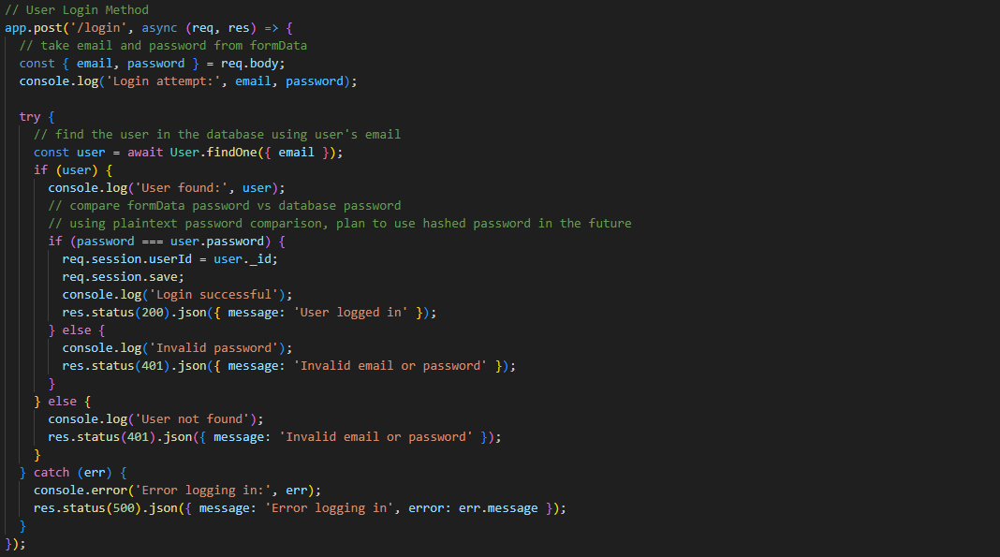 // User Login Method
app.post('/login', async (req, res) => {
  // take email and password from formData
  const { email, password } = req.body;
  console.log('Login attempt:', email, password);

  try {
    // find the user in the database using user's email
    const user = await User.findOne({ email });
    if (user) {
      console.log('User found:', user);
      // compare formData password vs database password
      // using plaintext password comparison, plan to use hashed password in the future
      if (password === user.password) {
        req.session.userId = user._id;
        req.session.save;
        console.log('Login successful');
        res.status(200).json({ message: 'User logged in' });
      } else {
        console.log('Invalid password');
        res.status(401).json({ message: 'Invalid email or password' });
      }
    } else {
      console.log('User not found');
      res.status(401).json({ message: 'Invalid email or password' });
    }
  } catch (err) {
    console.error('Error logging in:', err);
    res.status(500).json({ message: 'Error logging in', error: err.message });
  }
});